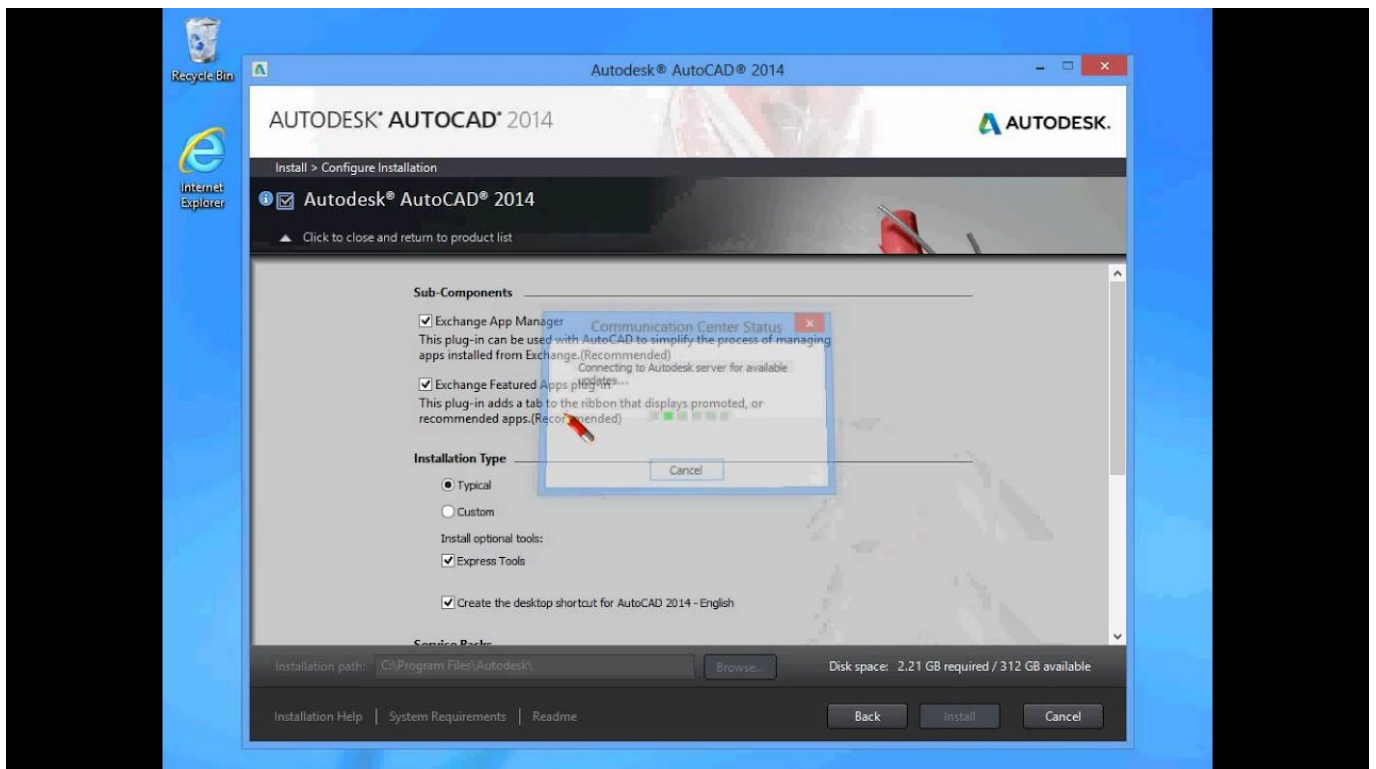 Recycle Bin
Internet
Explorer
Autodesk® AutoCAD® 2014
AUTODESK® AUTOCAD® 2014
AUTODESK.
Install > Configure Installation
Autodesk® AutoCAD® 2014
Click to close and return to product list
Sub-Components
Exchange App Manager
This plug-in can be used with AutoCAD to simplify the process of managing
apps installed from Exchange.(Recommended)
Exchange Featured Apps plug-in
This plug-in adds a tab to the ribbon that displays promoted, or
recommended apps.(Recommended)
Communication Center Status
Connecting to Autodesk server for available
updates...
Cancel
Installation Type
Typical
Custom
Install optional tools:
Express Tools
Create the desktop shortcut for AutoCAD 2014 - English
Service Packs
Installation path: C:\Program Files\Autodesk\ Browse... Disk space: 2.21 GB required / 312 GB available
Installation Help | System Requirements | Readme Back Install Cancel